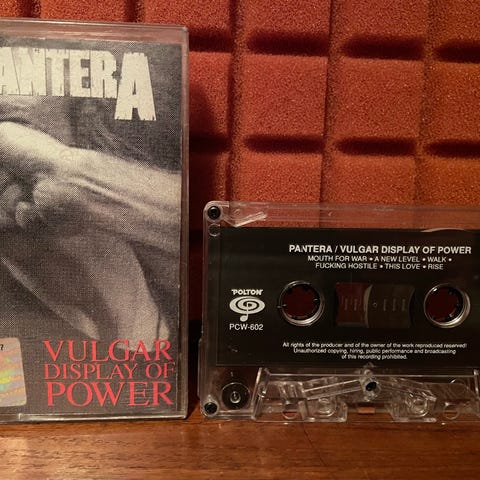 PANTERA
VULGAR
DISPLAY OF
POWER
PANTERA / VULGAR DISPLAY OF POWER
MOUTH FOR WAR • A NEW LEVEL • WALK •
FUCKING HOSTILE • THIS LOVE • RISE
POLTON
PCW-602
All rights of the producer and of the owner of the work reproduced reserved!
Unauthorized copying, hiring, public performance and broadcasting
of this recording prohibited.